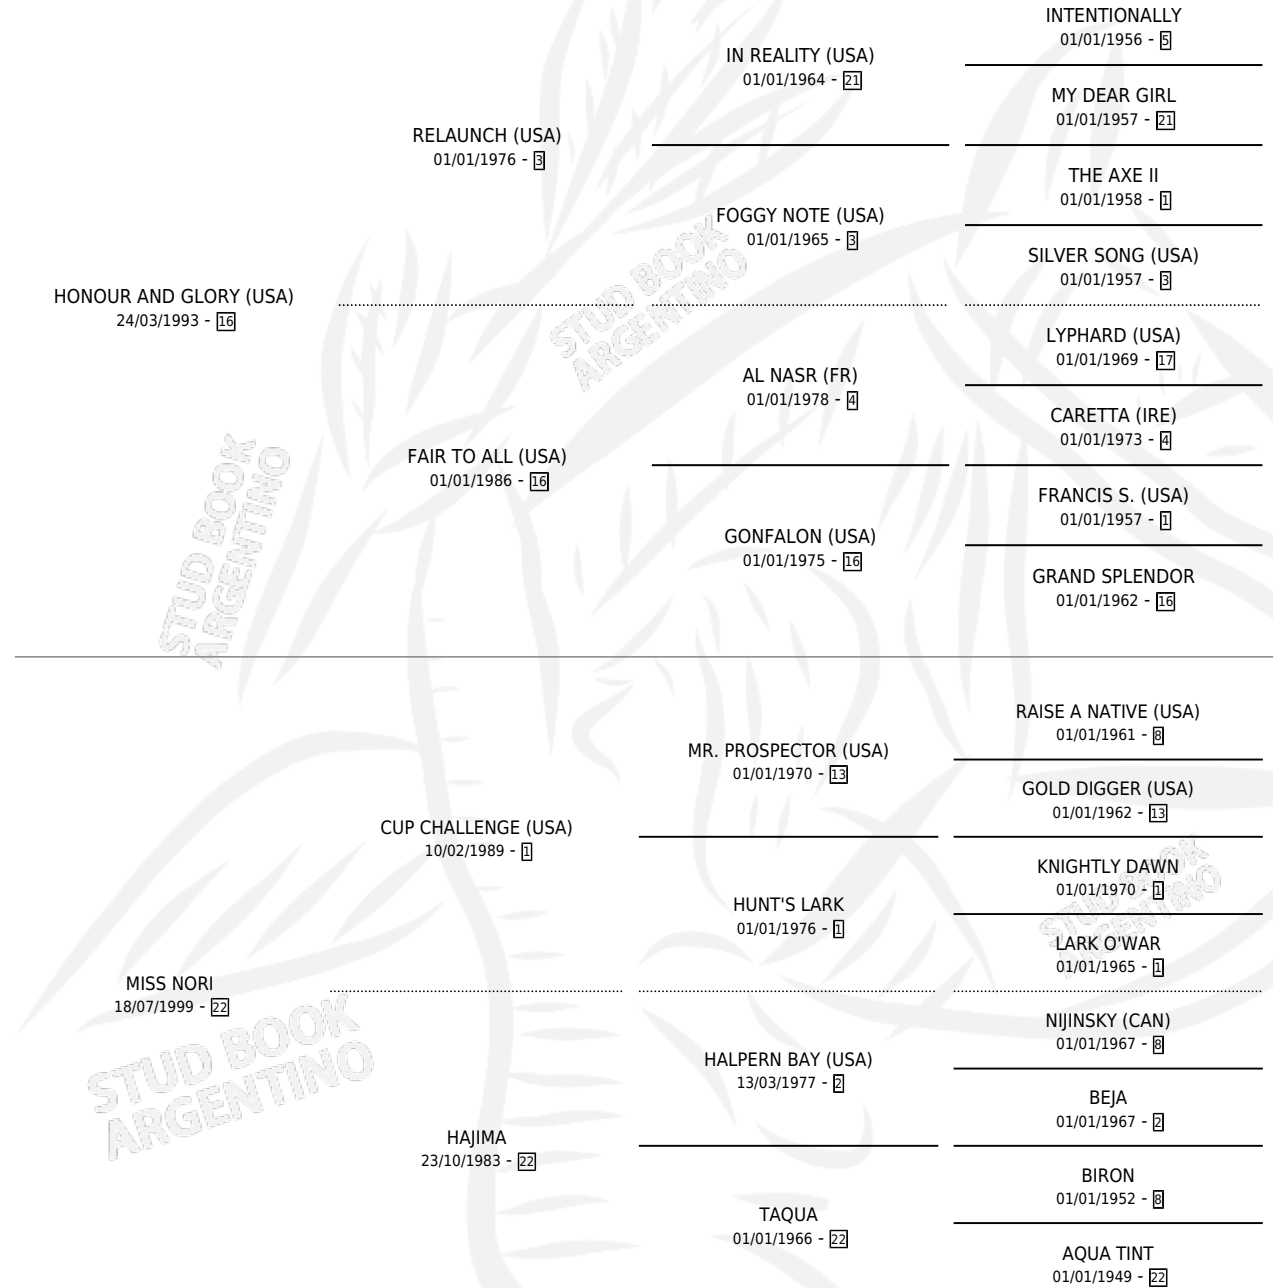 INTENTIONALLY
01/01/1956 - 5
IN REALITY (USA)
01/01/1964 - 21
MY DEAR GIRL
01/01/1957 - 21
RELAUNCH (USA)
01/01/1976 - 3
THE AXE II
01/01/1958 - 1
FOGGY NOTE (USA)
01/01/1965 - 3
SILVER SONG (USA)
01/01/1957 - 3
HONOUR AND GLORY (USA)
24/03/1993 - 16
LYPHARD (USA)
01/01/1969 - 17
AL NASR (FR)
01/01/1978 - 4
CARETTA (IRE)
01/01/1973 - 4
FAIR TO ALL (USA)
01/01/1986 - 16
FRANCIS S. (USA)
01/01/1957 - 1
GONFALON (USA)
01/01/1975 - 16
GRAND SPLENDOR
01/01/1962 - 16
RAISE A NATIVE (USA)
01/01/1961 - 8
MR. PROSPECTOR (USA)
01/01/1970 - 13
GOLD DIGGER (USA)
01/01/1962 - 13
CUP CHALLENGE (USA)
10/02/1989 - 1
KNIGHTLY DAWN
01/01/1970 - 1
HUNT'S LARK
01/01/1976 - 1
LARK O'WAR
01/01/1965 - 1
MISS NORI
18/07/1999 - 22
NIJINSKY (CAN)
01/01/1967 - 8
HALPERN BAY (USA)
13/03/1977 - 2
BEJA
01/01/1967 - 2
HAJIMA
23/10/1983 - 22
BIRON
01/01/1952 - 8
TAQUA
01/01/1966 - 22
AQUA TINT
01/01/1949 - 22
STUD BOOK
ARGENTINO
STUD BOOK
ARGENTINO
STUD BOOK
ARGENTINO
STUD BOOK
ARGENTINO